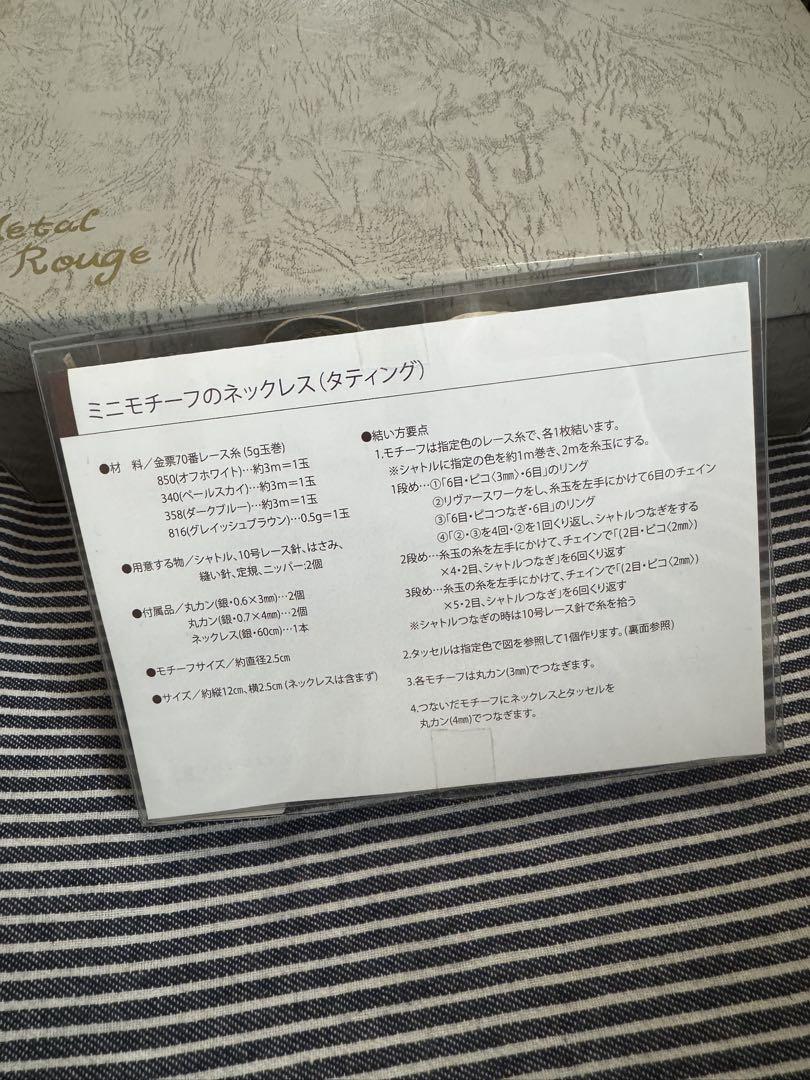 Metal
Rouge
ミニモチーフのネックレス(タティング)
●材　料／金票70番レース糸(5g玉巻)
850(オフホワイト)…約3m=1玉
340(ペールスカイ)…約3m=1玉
358(ダークブルー)…約3m=1玉
816(グレイッシュブラウン)…0.5g=1玉
●用意する物／シャトル、10号レース針、はさみ、
縫い針、定規、ニッパー:2個
●付属品／丸カン(銀・0.6×3㎜)…2個
丸カン(銀・0.7×4㎜)…2個
ネックレス(銀・60㎝)…1本
●モチーフサイズ／約直径2.5㎝
●サイズ／約縦12㎝、横2.5㎝(ネックレスは含まず)
●結い方要点
1.モチーフは指定色のレース糸で、各1枚結います。
※シャトルに指定の色を約1m巻き、2mを糸玉にする。
1段め…①「6目・ピコ〈3㎜〉・6目」のリング
②リヴァースワークをし、糸玉を左手にかけて6目のチェイン
③「6目・ピコつなぎ・6目」のリング
④「②・③を4回・②を1回くり返し、シャトルつなぎをする
2段め…糸玉の糸を左手にかけて、チェインで「(2目・ピコ〈2㎜〉)
×4・2目、シャトルつなぎ」を6回くり返す
3段め…糸玉の糸を左手にかけて、チェインで「(2目・ピコ〈2㎜〉)
×5・2目、シャトルつなぎ」を6回くり返す
※シャトルつなぎの時は10号レース針で糸を拾う
2.タッセルは指定色で図を参照して1個作ります。(裏面参照)
3.各モチーフは丸カン(3㎜)でつなぎます。
4.つないだモチーフにネックレスとタッセルを
丸カン(4㎜)でつなぎます。